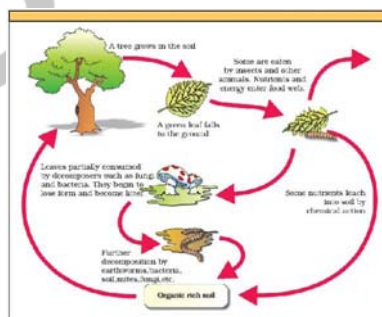 A tree grows in the soil
Some are eaten
by insects and other
animals. Nutrients and
energy enter food web.
A green leaf falls
to the ground
Leaves partially consumed
by decomposers such as fungi
and bacteria. They begin to
lose form and become litter
Some nutrients leach
into soil by
chemical action
Further
decomposition by
earthworms, bacteria,
soil mites, fungi, etc.
Organic rich soil